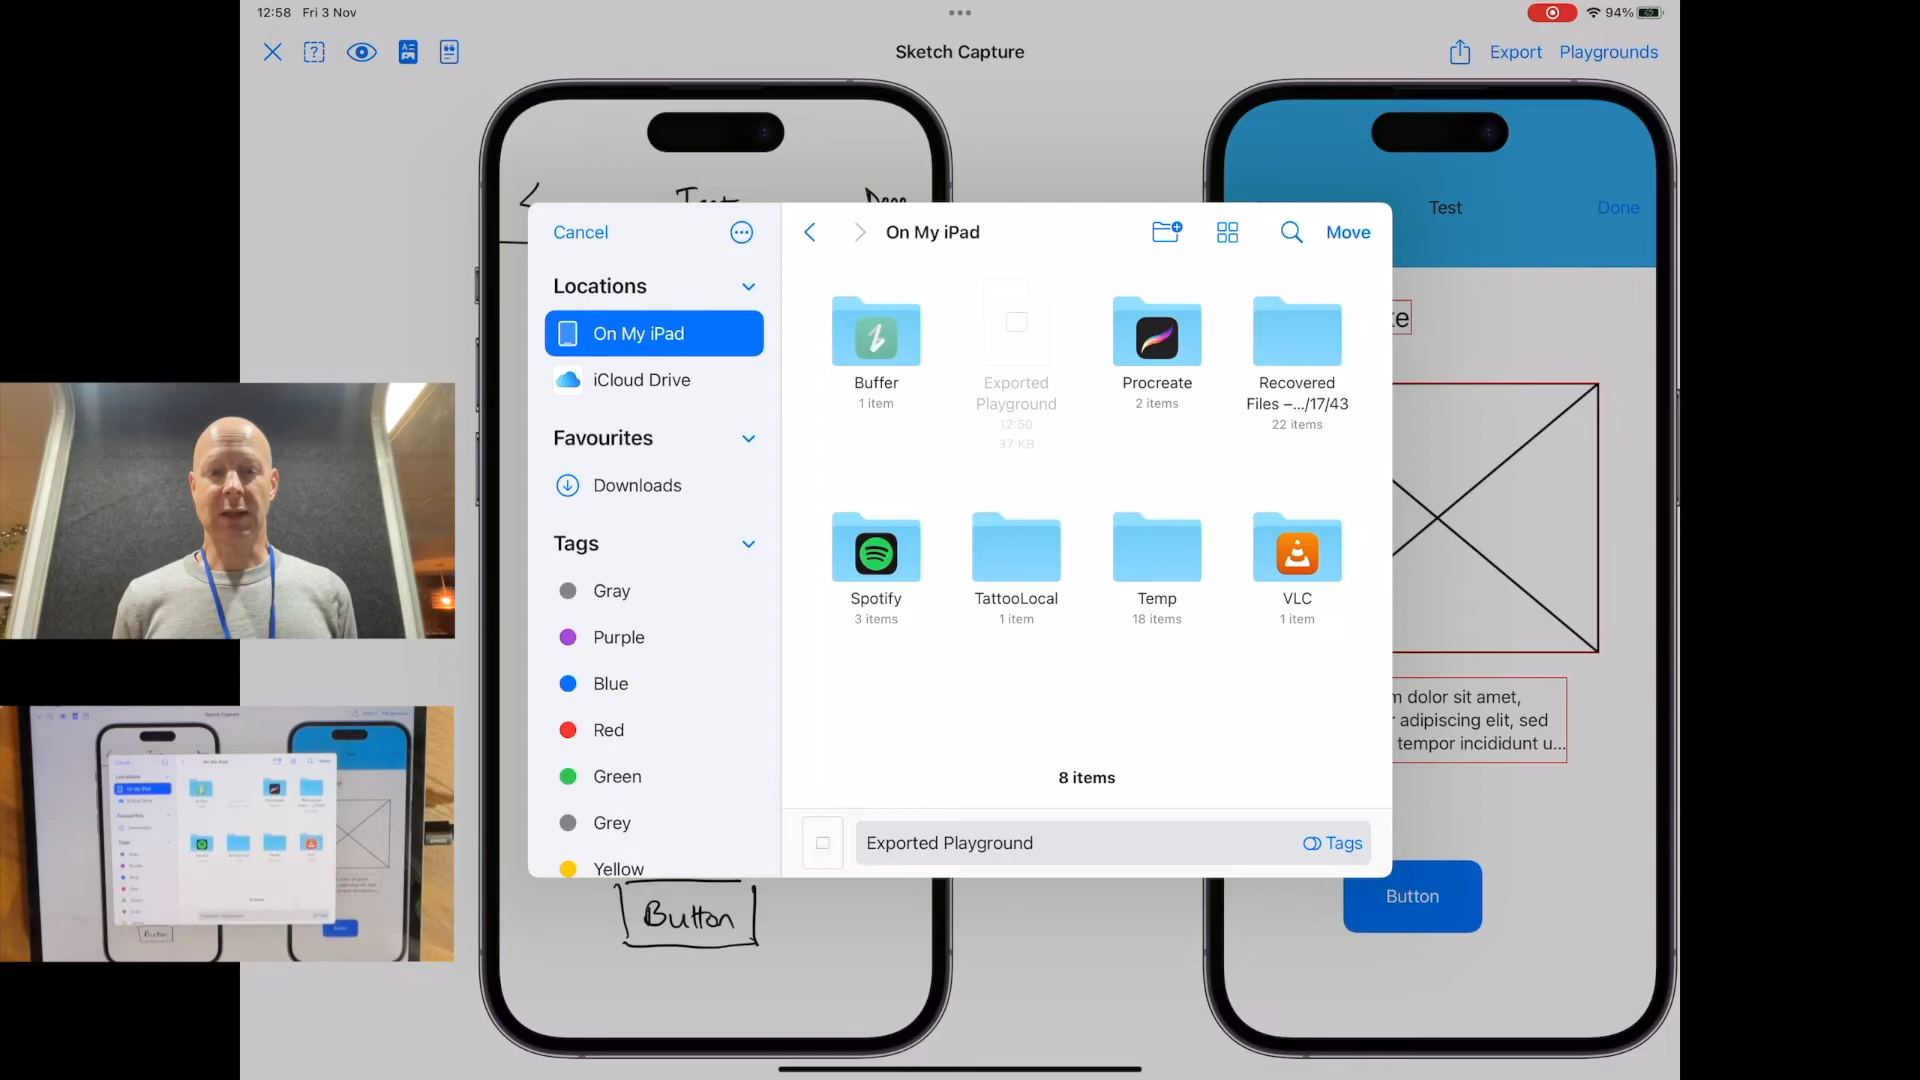 12:58 Fri 3 Nov
94%
Sketch Capture
Export Playgrounds
Test
Done
Cancel
On My iPad
Move
Locations
On My iPad
iCloud Drive
Favourites
Downloads
Tags
Gray
Purple
Blue
Red
Green
Grey
Yellow
Buffer
1 item
Exported
Playground
12:50
37 KB
Procreate
2 items
Recovered
Files –.../17/43
22 items
Spotify
3 items
TattooLocal
1 item
Temp
18 items
VLC
1 item
8 items
Exported Playground
Tags
dolor sit amet,
adipiscing elit, sed
tempor incididunt u...
Button
Button